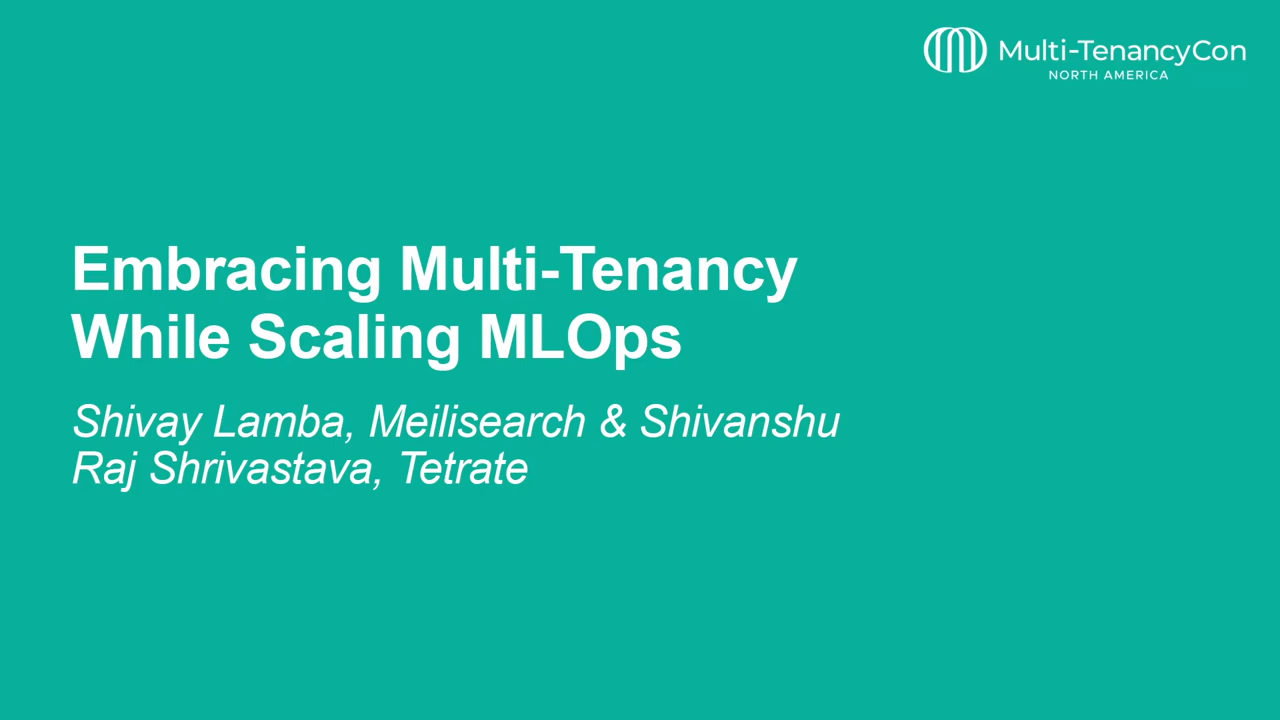 Multi-TenancyCon
NORTH AMERICA
Embracing Multi-Tenancy
While Scaling MLOps
Shivay Lamba, Meilisearch & Shivanshu
Raj Shrivastava, Tetrate